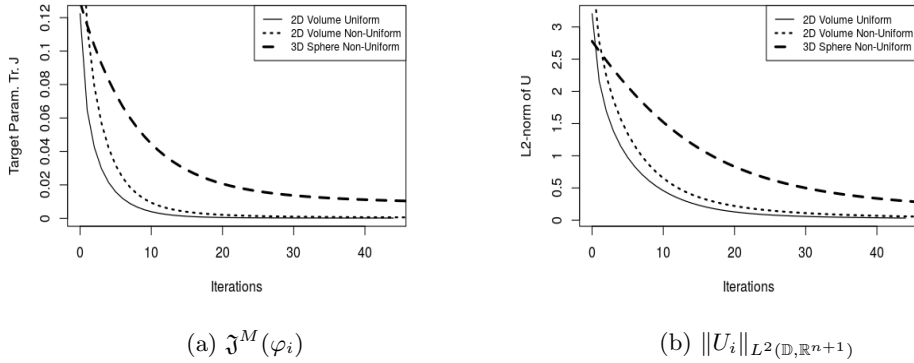 Target Param. Tr. J
0.12
0.1
0.08
0.06
0.04
0.02
0
2D Volume Uniform
2D Volume Non-Uniform
3D Sphere Non-Uniform
0 10 20 30 40
Iterations
(a) 𝔍^M(φ_i)
L2-norm of U
3
2.5
2
1.5
1
0.5
0
2D Volume Uniform
2D Volume Non-Uniform
3D Sphere Non-Uniform
0 10 20 30 40
Iterations
(b) ‖U_i‖_{L^2(𝔻,ℝ^{n+1})}